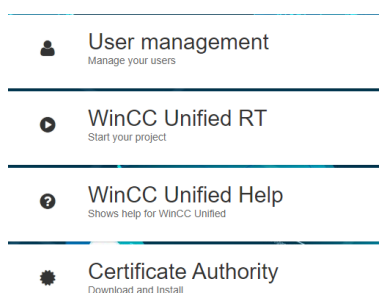 User management
Manage your users
WinCC Unified RT
Start your project
WinCC Unified Help
Shows help for WinCC Unified
Certificate Authority
Download and Install